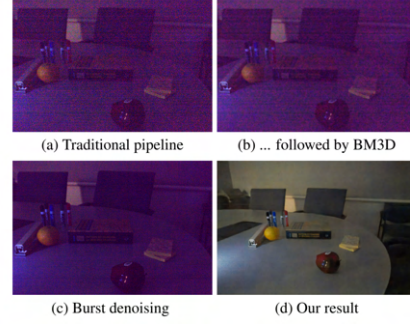 (a) Traditional pipeline
(b) ... followed by BM3D
(c) Burst denoising
(d) Our result